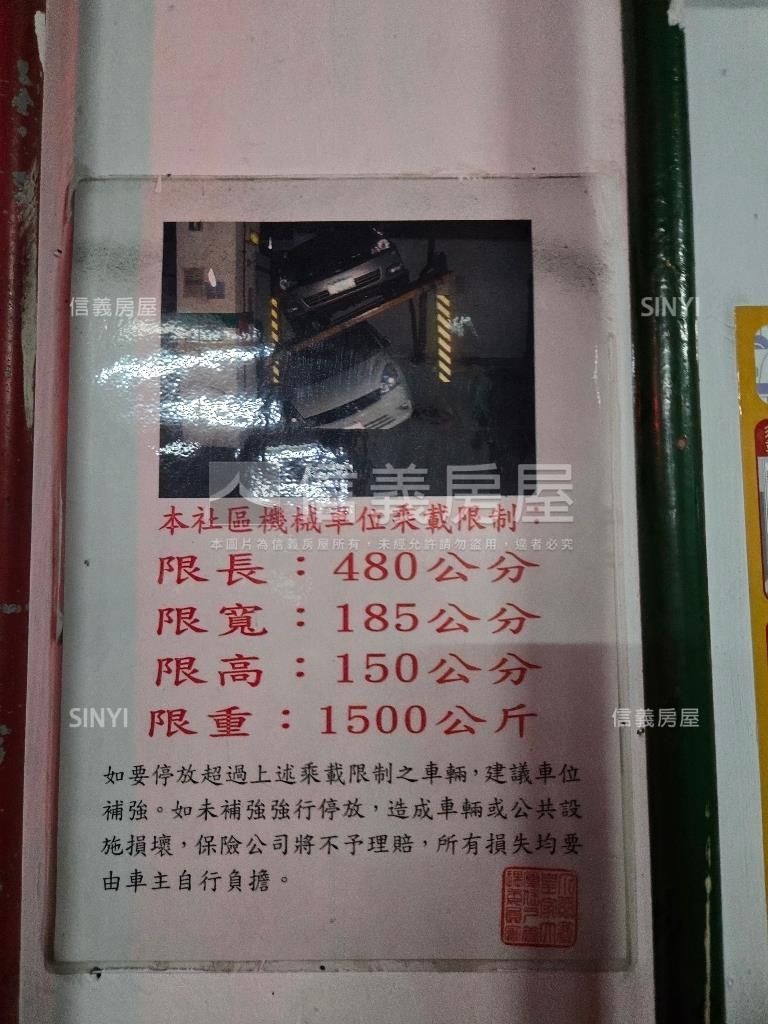 信義房屋
SINYI
信義房屋
本社區機械車位乘載限制：
本圖片為信義房屋所有，未經允許請勿盜用，違者必究
限長：480公分
限寬：185公分
限高：150公分
限重：1500公斤
SINYI
信義房屋
如要停放超過上述乘載限制之車輛，建議車位
補強。如未補強強行停放，造成車輛或公共設
施損壞，保險公司將不予理賠，所有損失均要
由車主自行負擔。